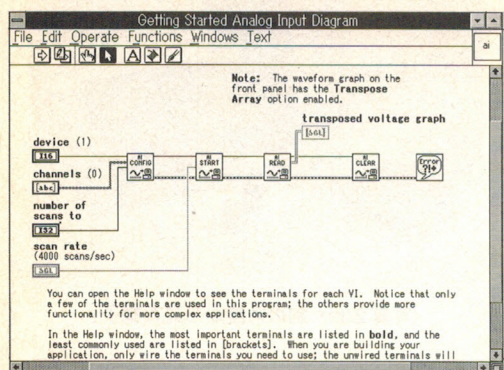 Getting Started Analog Input Diagram
File Edit Operate Functions Windows Text
ai
A
Note: The waveform graph on the
front panel has the Transpose
Array option enabled.
transposed voltage graph
[SGL]
device (1)
I16
channels (0)
[abc]
number of
scans to
I32
scan rate
(4000 scans/sec)
SGL
AI
CONFIG
AI
START
AI
READ
AI
CLEAR
Error
?!+
You can open the Help window to see the terminals for each VI. Notice that only
a few of the terminals are used in this program; the others provide more
functionality for more complex applications.
In the Help window, the most important terminals are listed in bold, and the
least commonly used are listed in [brackets]. When you are building your
application, only wire the terminals you need to use; the unwired terminals will